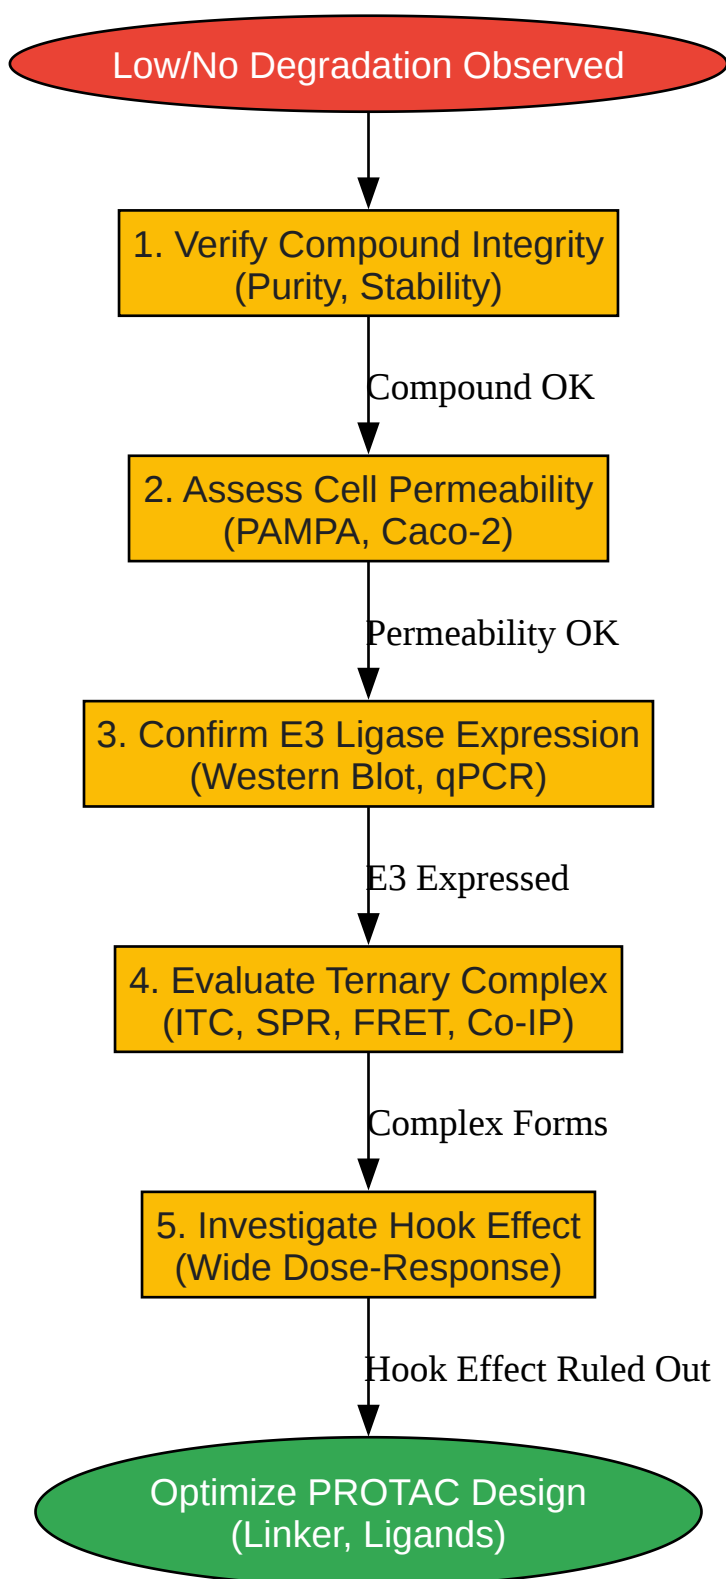 Low/No Degradation Observed
1. Verify Compound Integrity
(Purity, Stability)
Compound OK
2. Assess Cell Permeability
(PAMPA, Caco-2)
Permeability OK
3. Confirm E3 Ligase Expression
(Western Blot, qPCR)
E3 Expressed
4. Evaluate Ternary Complex
(ITC, SPR, FRET, Co-IP)
Complex Forms
5. Investigate Hook Effect
(Wide Dose-Response)
Hook Effect Ruled Out
Optimize PROTAC Design
(Linker, Ligands)